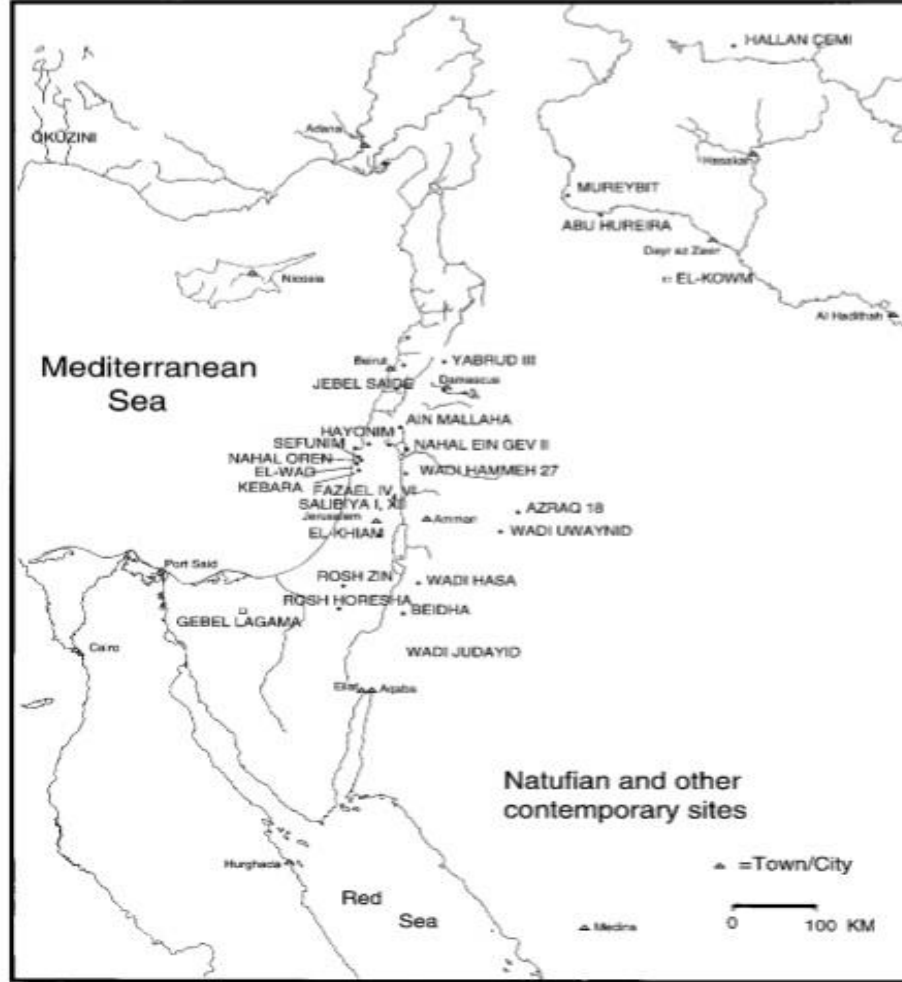 HALLAN ÇEMI
Adana
OKÜZINI
Hasakah
MUREYBIT
ABU HUREIRA
Dayr az Zawr
Nicosia
EL-KOWM
Al Hadithah
Beirut
YABRUD III
Mediterranean
Sea
JEBEL SAIDE
Damascus
AIN MALLAHA
HAYONIM
SEFUNIM
NAHAL EIN GEV II
NAHAL OREN
EL-WAD
WADI HAMMEH 27
KEBARA
FAZAEL IV, VI
SALIBIYA I, XII
AZRAQ 18
Jerusalem
Amman
EL-KHIAM
WADI UWAYNID
Port Said
ROSH ZIN
WADI HASA
ROSH HORESHA
BEIDHA
GEBEL LAGAMA
Cairo
WADI JUDAYID
Eilat
Aqaba
Natufian and other
contemporary sites
Hurghada
=Town/City
Red
Sea
0 100 KM
Medina